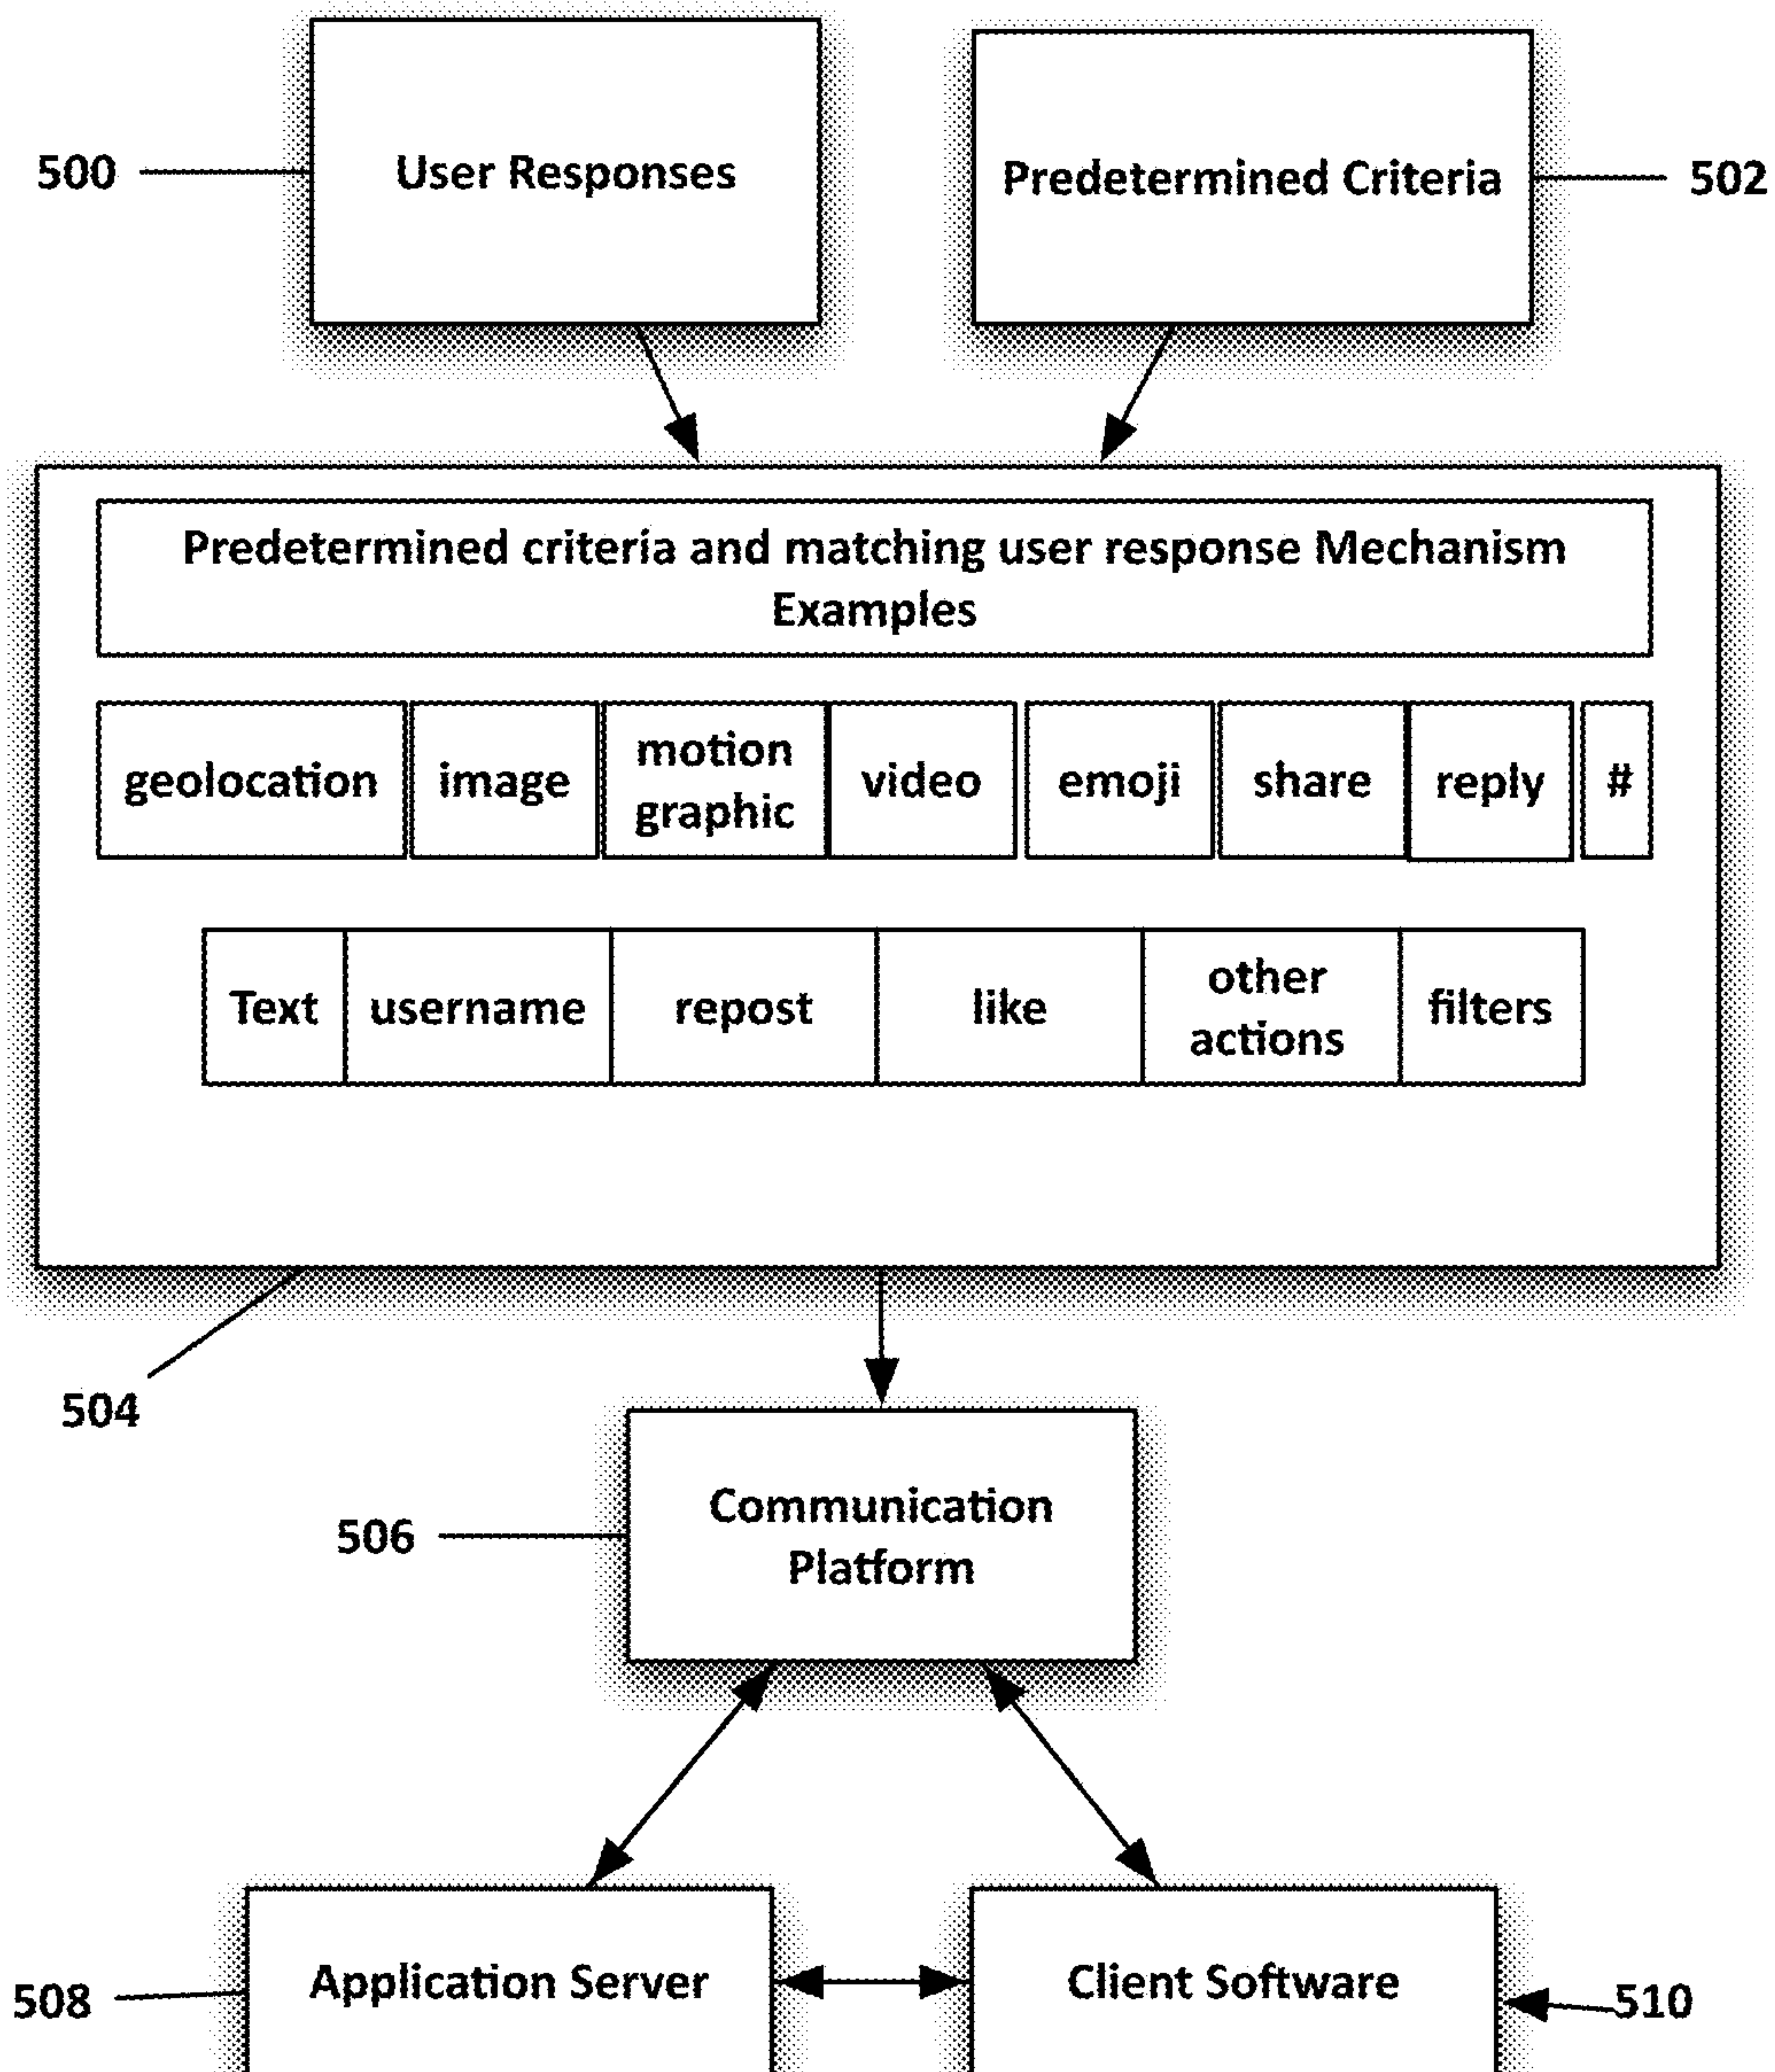 500
User Responses
Predetermined Criteria
502
Predetermined criteria and matching user response Mechanism
Examples
geolocation
image
motion
graphic
video
emoji
share
reply
#
Text
username
repost
like
other
actions
filters
504
506
Communication
Platform
508
Application Server
Client Software
510